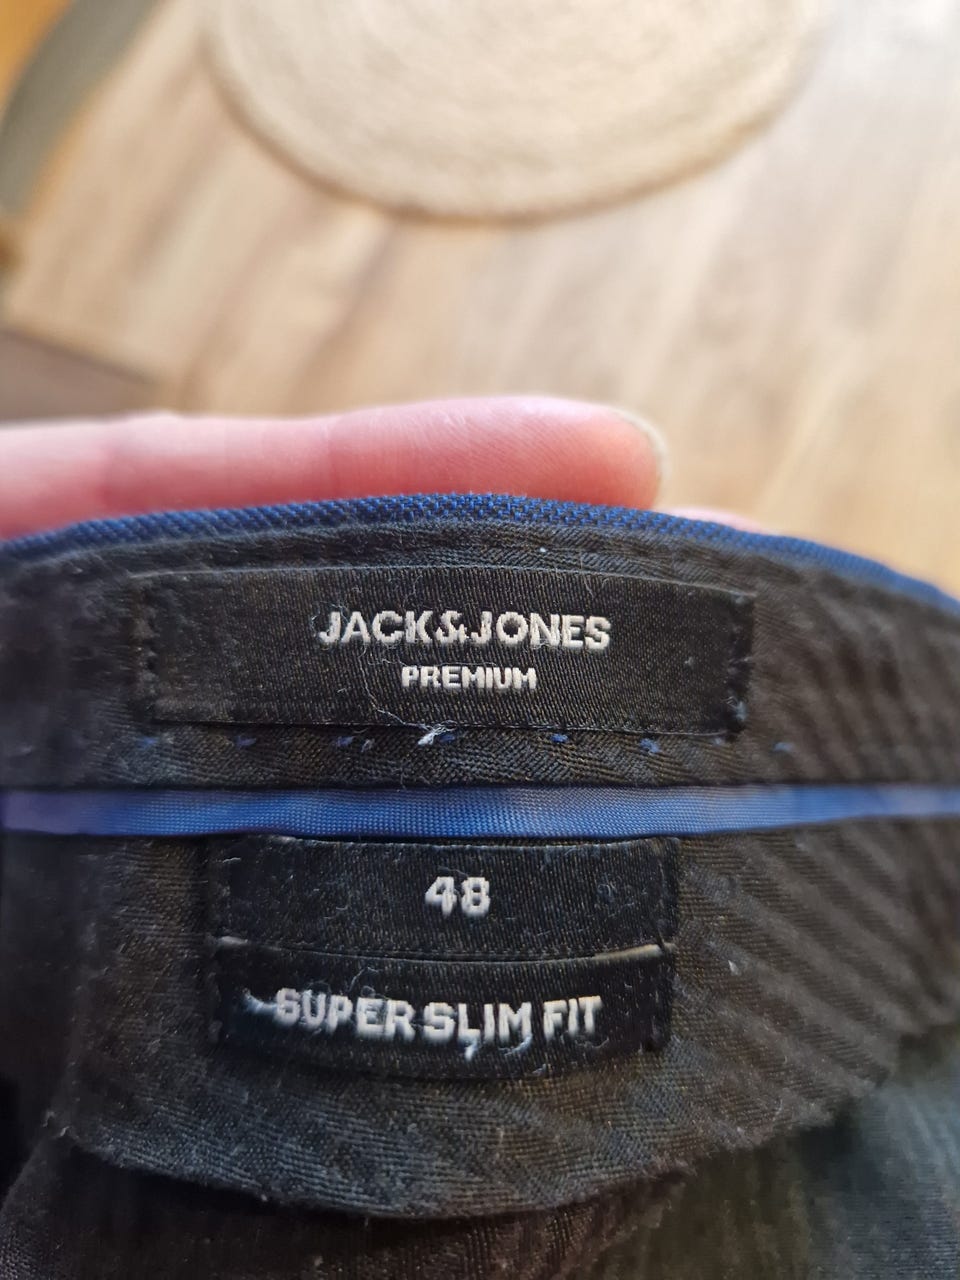 JACK&JONES
PREMIUM
48
SUPER SLIM FIT